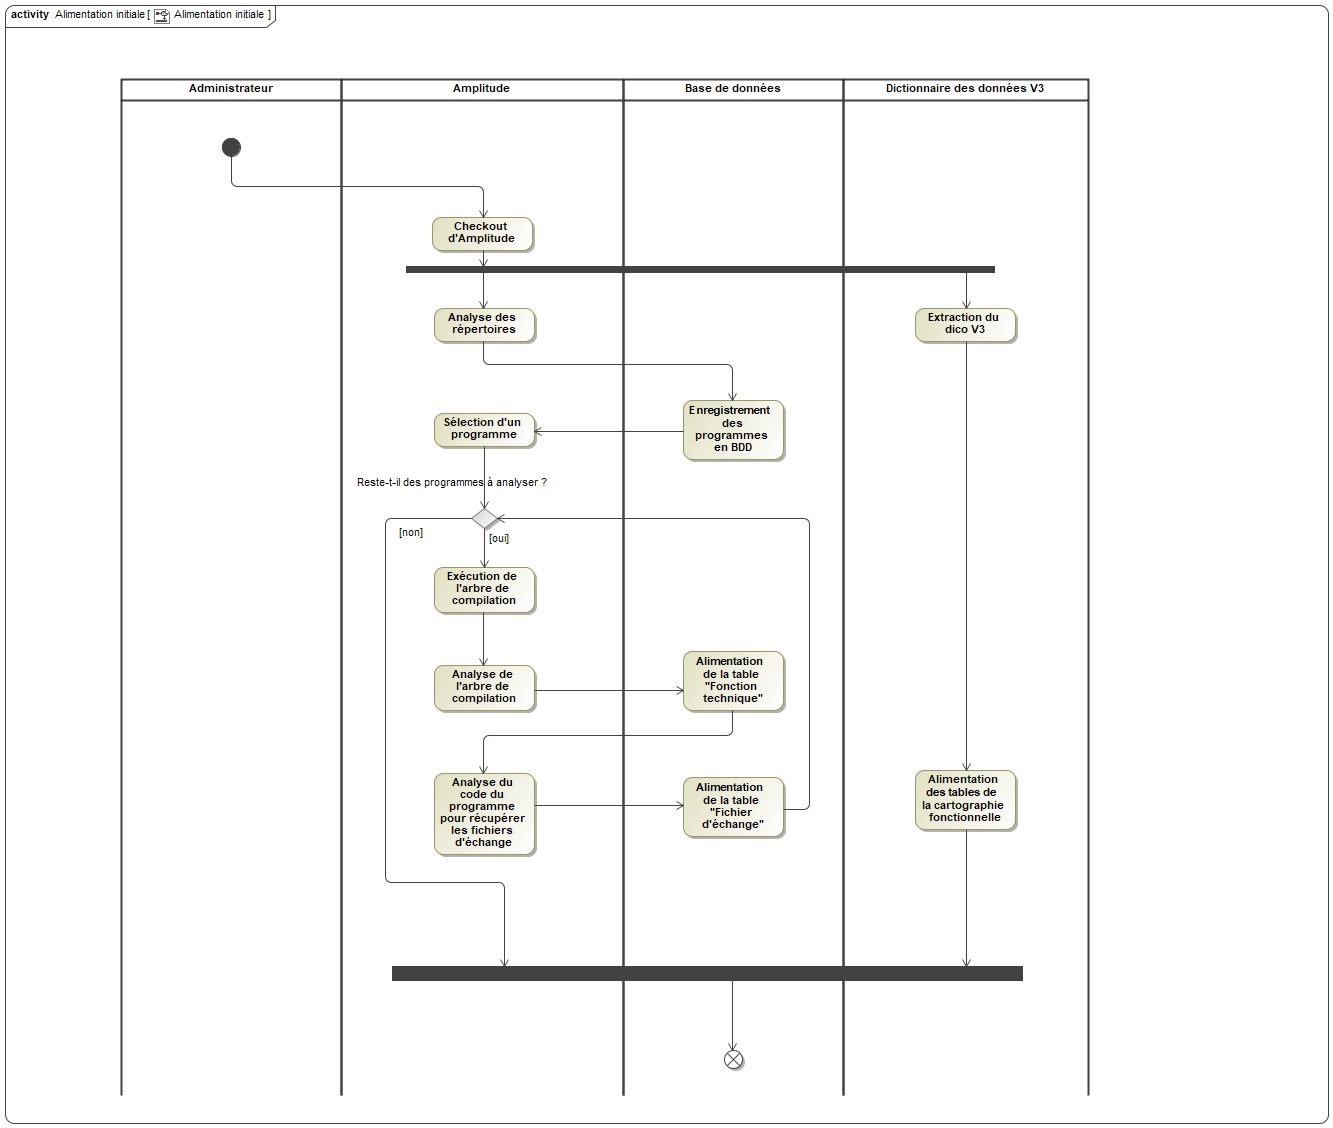 activity Alimentation initiale [ Alimentation initiale ]
Administrateur
Amplitude
Base de données
Dictionnaire des données V3
Checkout
d'Amplitude
Analyse des
répertoires
Extraction du
dico V3
Enregistrement
des
programmes
en BDD
Sélection d'un
programme
Reste-t-il des programmes à analyser ?
[non]
[oui]
Exécution de
l'arbre de
compilation
Analyse de
l'arbre de
compilation
Alimentation
de la table
"Fonction
technique"
Analyse du
code du
programme
pour récupérer
les fichiers
d'échange
Alimentation
de la table
"Fichier
d'échange"
Alimentation
des tables de
la cartographie
fonctionnelle